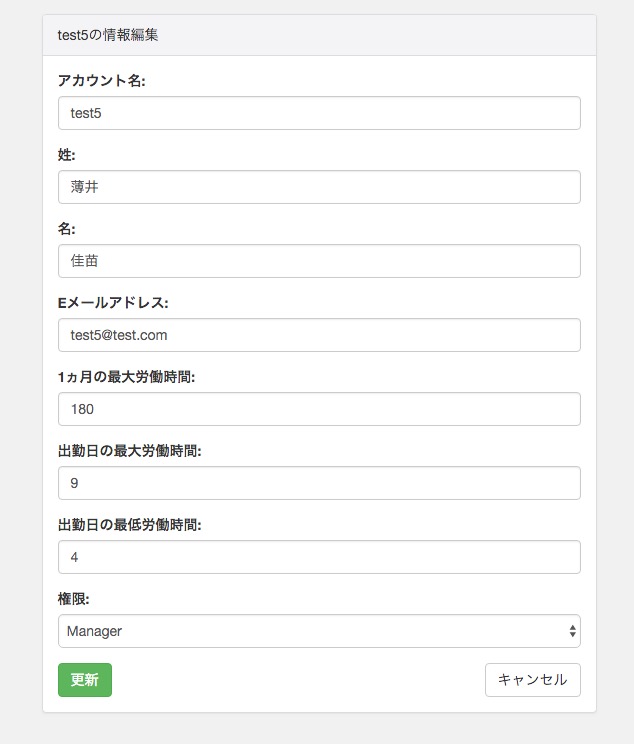 test5の情報編集
アカウント名:
test5
姓:
薄井
名:
佳苗
Eメールアドレス:
test5@test.com
1ヵ月の最大労働時間:
180
出勤日の最大労働時間:
9
出勤日の最低労働時間:
4
権限:
Manager
更新
キャンセル